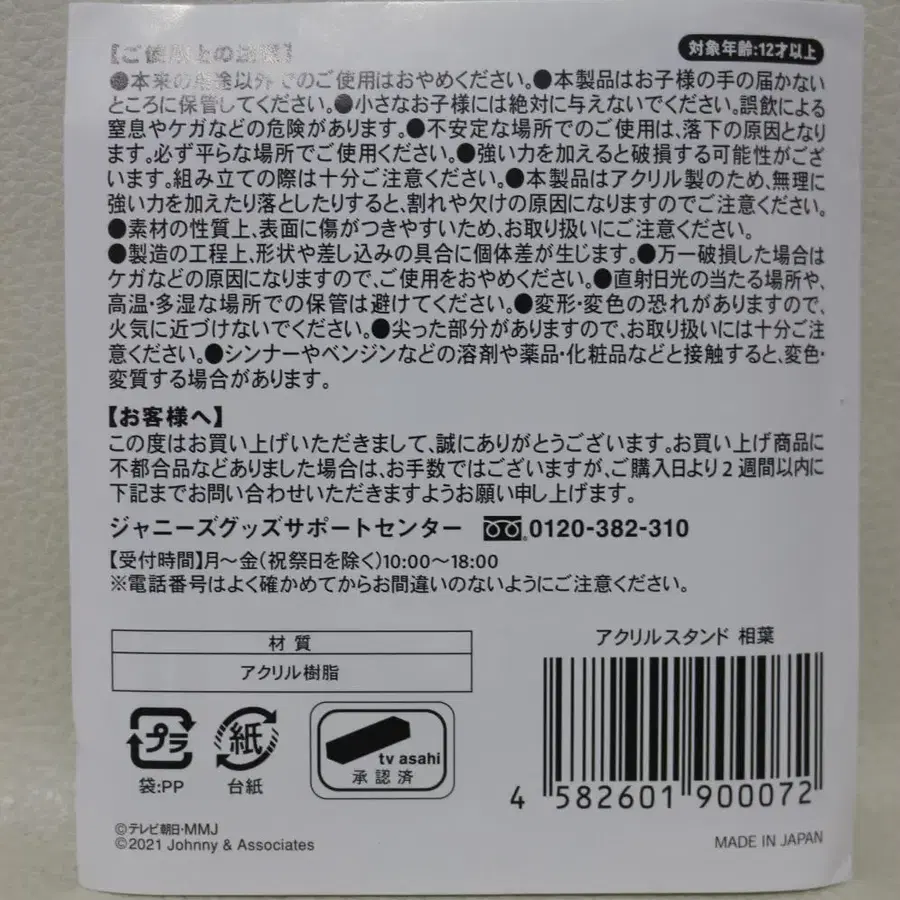 【ご使用上の注意】
対象年齢:12才以上
●本来の用途以外でのご使用はおやめください。●本製品はお子様の手の届かない
ところに保管してください。●小さなお子様には絶対に与えないでください。誤飲による
窒息やケガなどの危険があります。●不安定な場所でのご使用は、落下の原因となり
ます。必ず平らな場所でご使用ください。●強い力を加えると破損する可能性がござ
います。組み立ての際は十分ご注意ください。●本製品はアクリル製のため、無理に
強い力を加えたり落としたりすると、割れや欠けの原因になりますのでご注意ください。
●素材の性質上、表面に傷がつきやすいため、お取り扱いにご注意ください。
●製造の工程上、形状や差し込みの具合に個体差が生じます。●万一破損した場合は
ケガなどの原因になりますので、ご使用をおやめください。●直射日光の当たる場所や、
高温・多湿な場所での保管は避けてください。●変形・変色の恐れがありますので、
火気に近づけないでください。●尖った部分がありますので、お取り扱いには十分ご注
意ください。●シンナーやベンジンなどの溶剤や薬品・化粧品などと接触すると、変色・
変質する場合があります。
【お客様へ】
この度はお買い上げいただきまして、誠にありがとうございます。お買い上げ商品に
不都合品などありました場合は、お手数ではございますが、ご購入日より2週間以内に
下記までお問い合わせいただきますようお願い申し上げます。
ジャニーズグッズサポートセンター 0120-382-310
【受付時間】月〜金(祝祭日を除く)10:00〜18:00
※電話番号はよく確かめてからお間違いのないようにご注意ください。
材質
アクリル樹脂
アクリルスタンド 相葉
プラ
袋:PP
紙
台紙
tv asahi
承認済
4 582601 900072
©テレビ朝日・MMJ
©2021 Johnny & Associates
MADE IN JAPAN